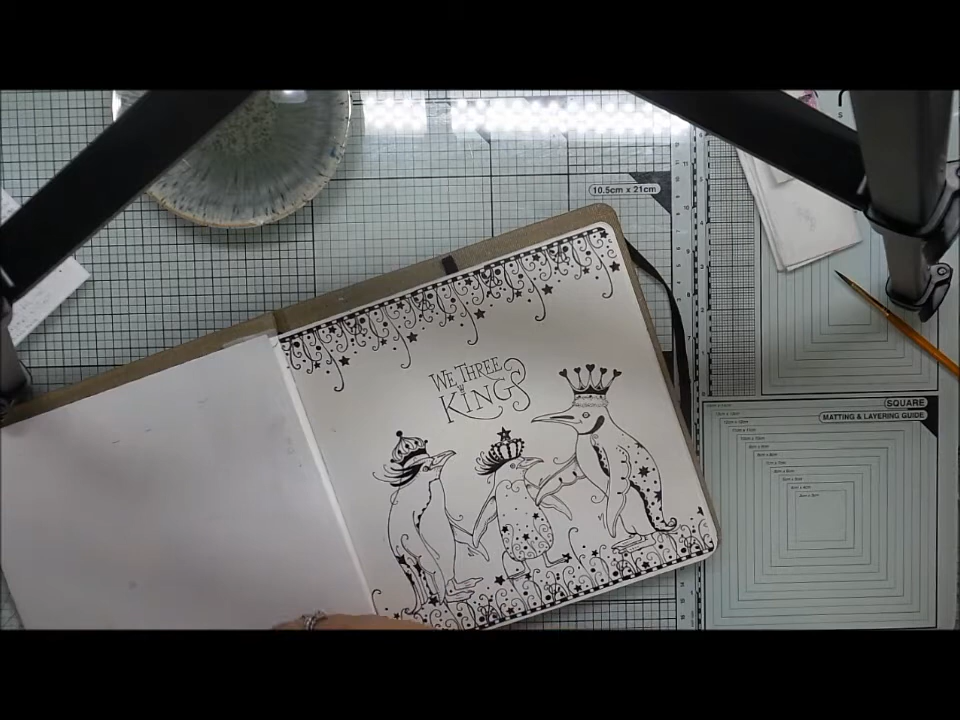 10.5cm x 21cm
WE THREE
KINGS
SQUARE
MATTING & LAYERING GUIDE